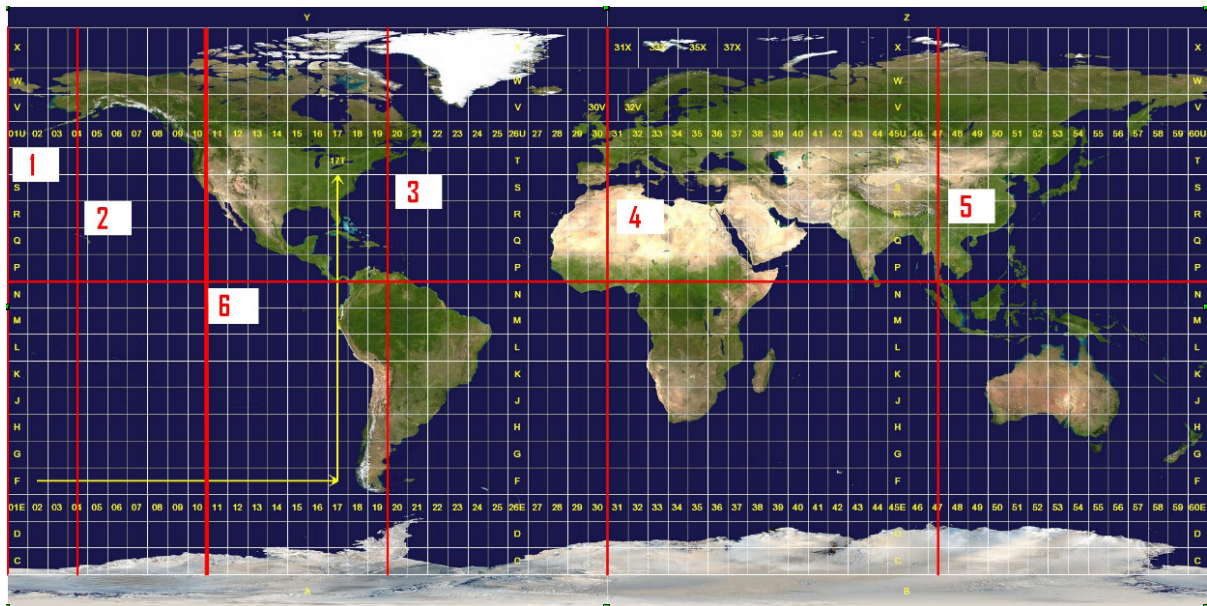 Y Z
X X 31X 33X 35X 37X X X
W W W W
V V 30V 32V V V
01U 02 03 04 05 06 07 08 09 10 11 12 13 14 15 16 17 18 19 20 21 22 23 24 25 26U 27 28 29 30 31 32 33 34 35 36 37 38 39 40 41 42 43 44 45U 46 47 48 49 50 51 52 53 54 55 56 57 58 59 60U
1 17T 3 T T T
S S S S
2 R R 4 R 5 R
Q Q Q Q
P P P P
6 N N N N
M M M M
L L L L
K K K K
J J J J
H H H H
G G G G
F F F F
01E 02 03 04 05 06 07 08 09 10 11 12 13 14 15 16 17 18 19 20 21 22 23 24 25 26E 27 28 29 30 31 32 33 34 35 36 37 38 39 40 41 42 43 44 45E 46 47 48 49 50 51 52 53 54 55 56 57 58 59 60E
D D D D
C C C C
A B